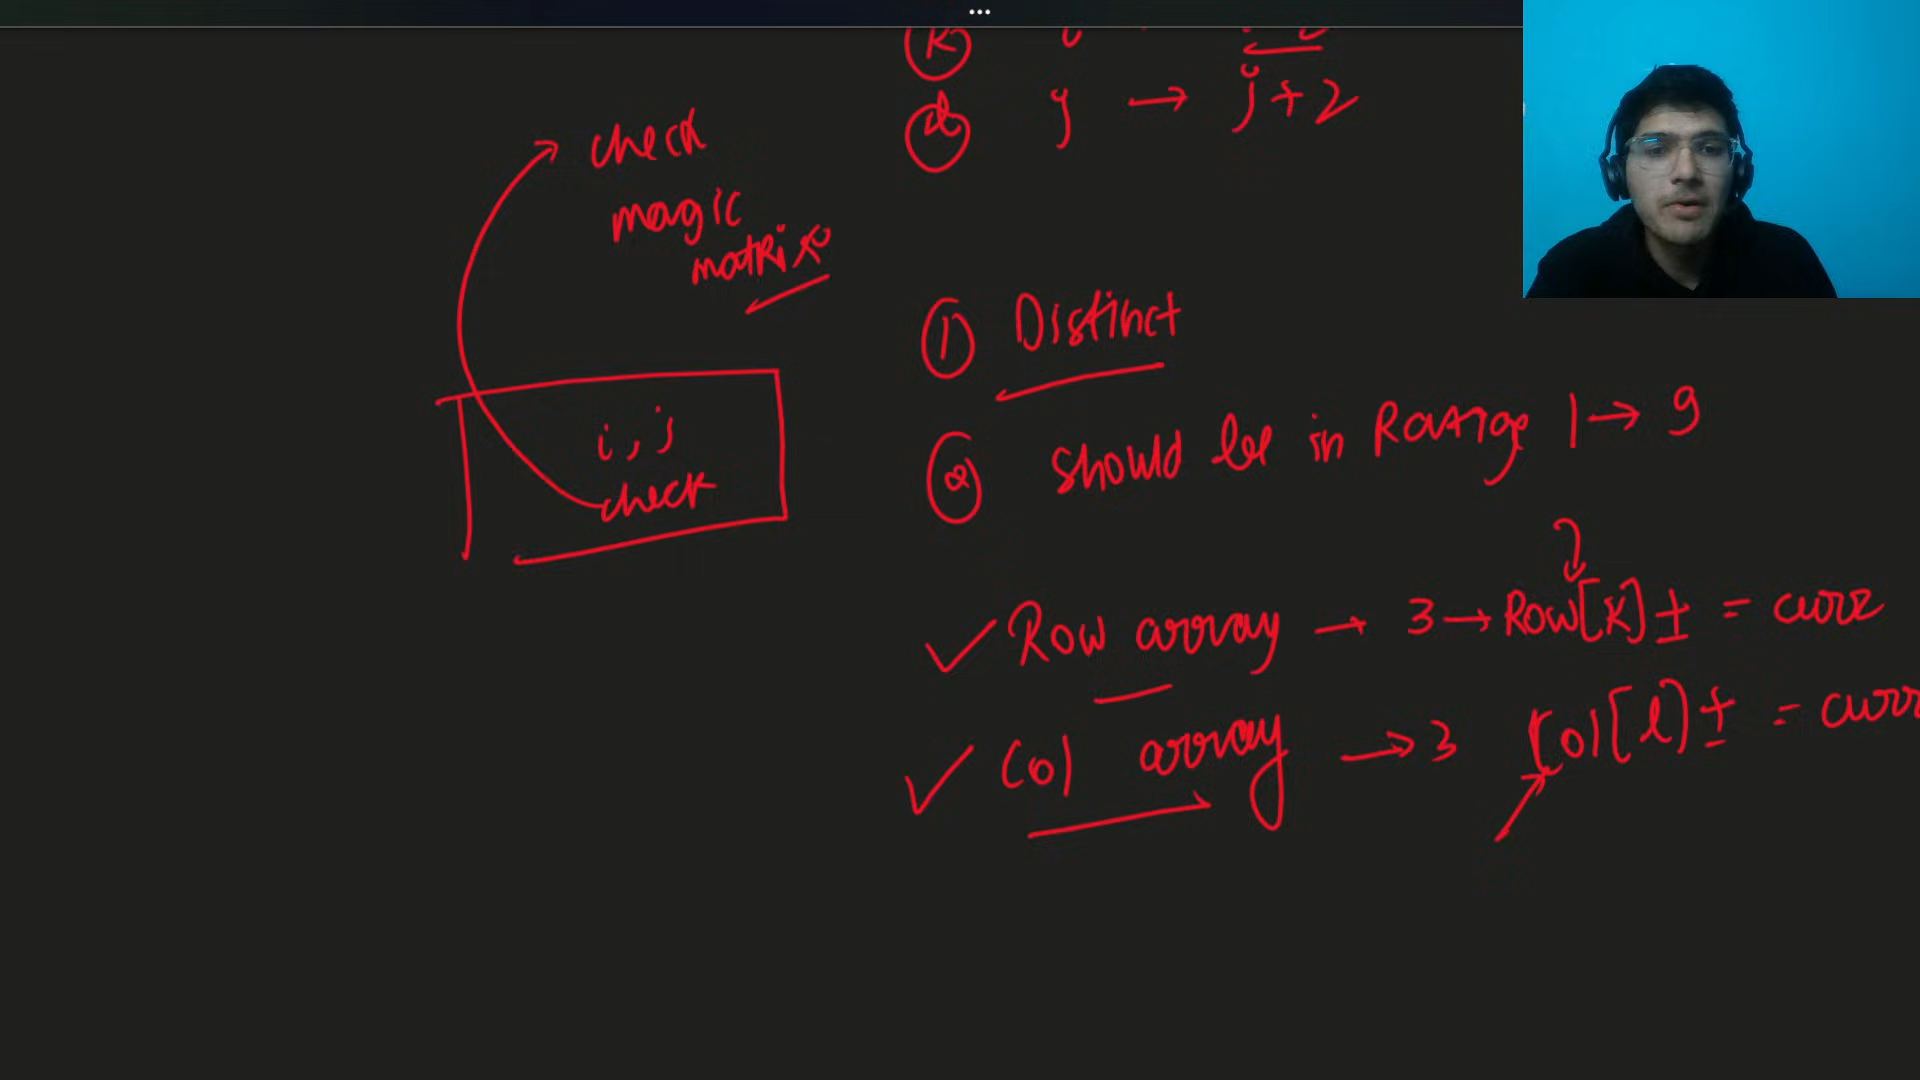 ...
(k) i
(l) j → j + 2
check
magic
matrix
① Distinct
② should be in Range 1 → 9
i, j
check
✓ Row array → 3 → Row[k] += curr
✓ Col array → 3 Col[l] += curr